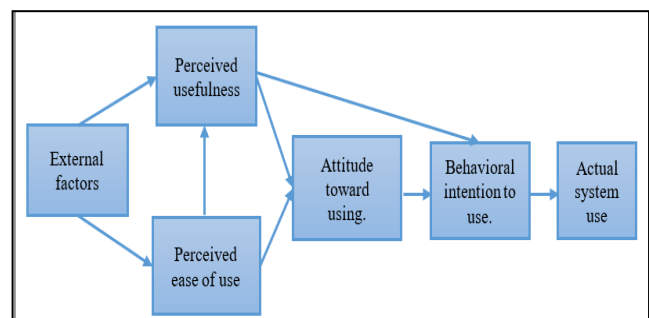 Perceived
usefulness
External
factors
Attitude
toward
using.
Behavioral
intention to
use.
Actual
system
use
Perceived
ease of use